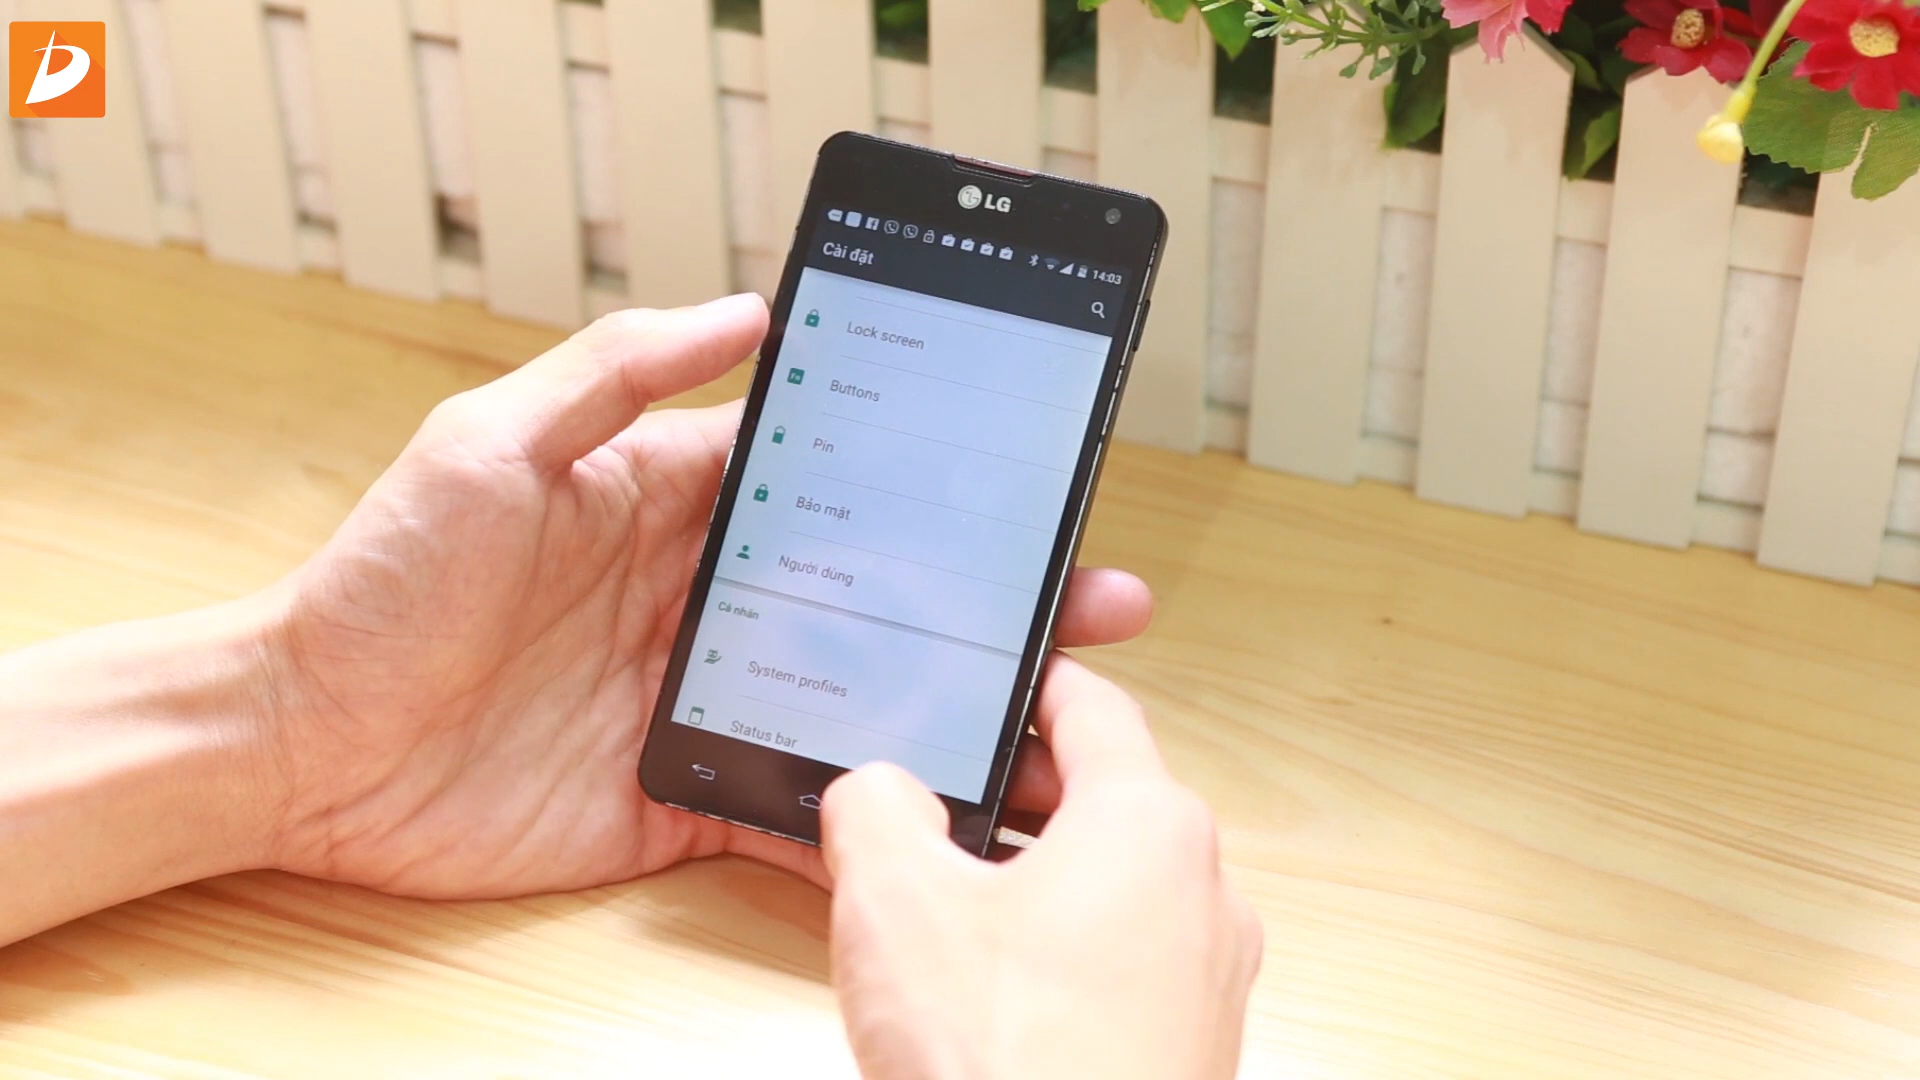 LG
14:03
Cài đặt
Lock screen
Buttons
Pin
Bảo mật
Người dùng
Cá nhân
System profiles
Status bar